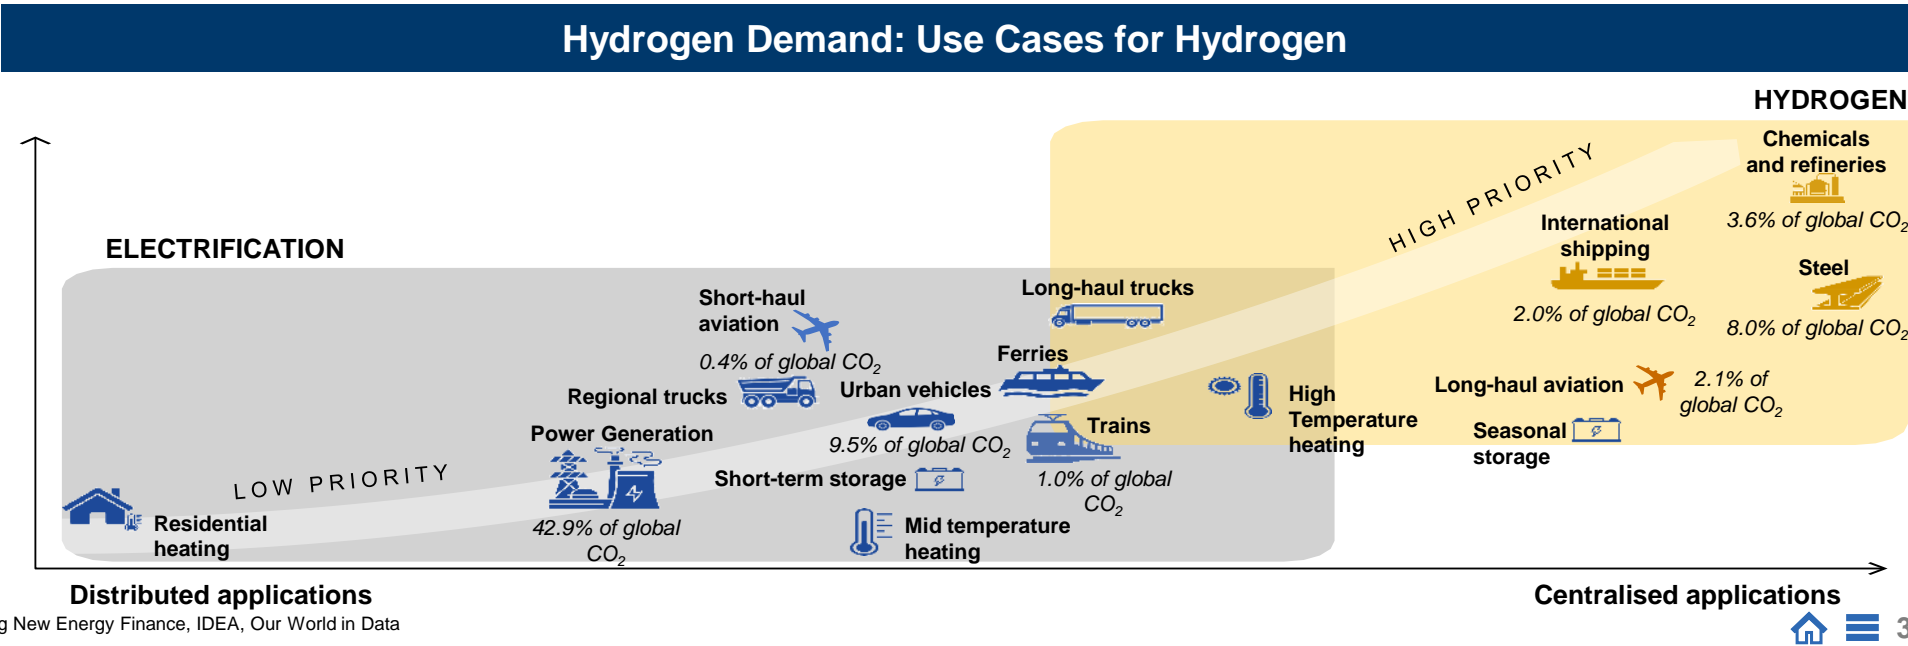 Hydrogen Demand: Use Cases for Hydrogen
HYDROGEN
Chemicals
and refineries
3.6% of global CO2
HIGH PRIORITY
International
shipping
2.0% of global CO2
Steel
8.0% of global CO2
ELECTRIFICATION
Short-haul
aviation
0.4% of global CO2
Long-haul trucks
Ferries
Regional trucks
Urban vehicles
9.5% of global CO2
High
Temperature
heating
Long-haul aviation
2.1% of
global CO2
Power Generation
42.9% of global
CO2
Trains
1.0% of global
CO2
Seasonal
storage
LOW PRIORITY
Short-term storage
Residential
heating
Mid temperature
heating
Distributed applications
Centralised applications
g New Energy Finance, IDEA, Our World in Data
3